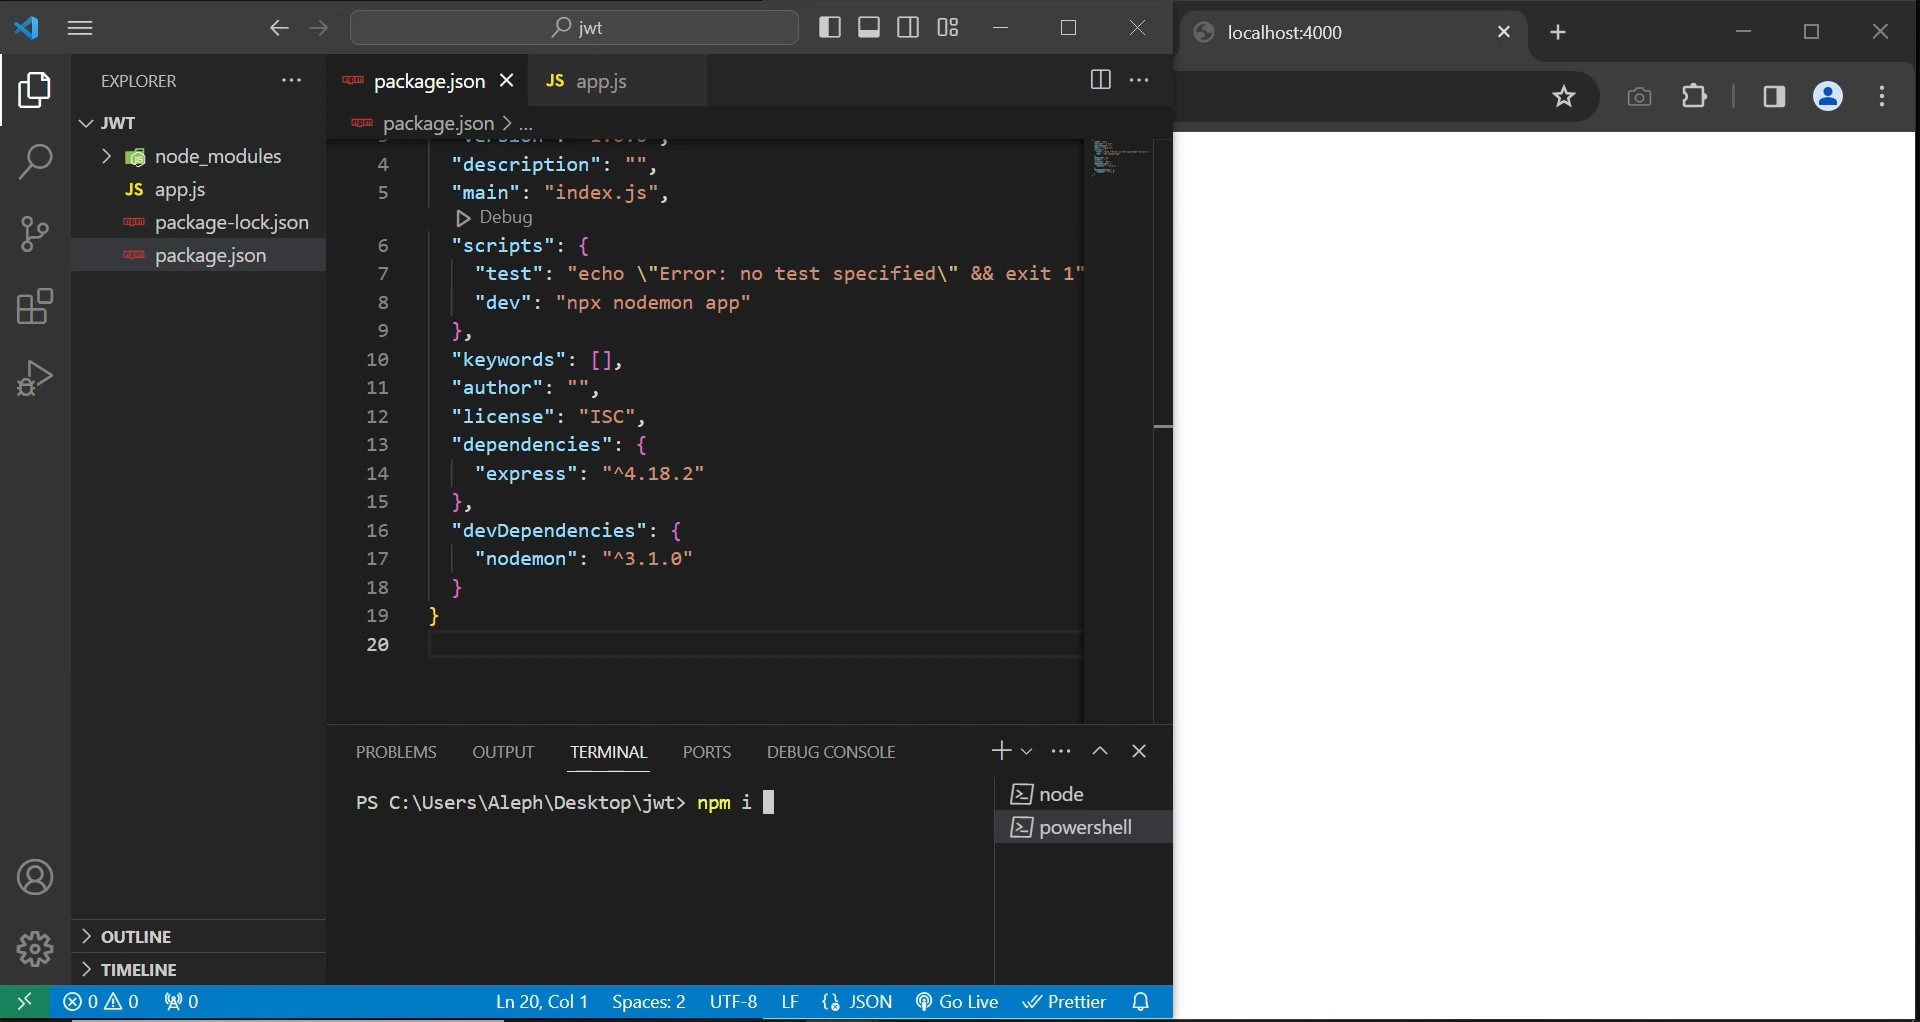 jwt
localhost:4000
EXPLORER
package.json
JS app.js
JWT
node_modules
JS app.js
package-lock.json
package.json
package.json > ...
4 "description": "",
5 "main": "index.js",
Debug
6 "scripts": {
7 "test": "echo \"Error: no test specified\" && exit 1"
8 "dev": "npx nodemon app"
9 },
10 "keywords": [],
11 "author": "",
12 "license": "ISC",
13 "dependencies": {
14 "express": "^4.18.2"
15 },
16 "devDependencies": {
17 "nodemon": "^3.1.0"
18 }
19 }
20
PROBLEMS OUTPUT TERMINAL PORTS DEBUG CONSOLE
PS C:\Users\Aleph\Desktop\jwt> npm i
node
powershell
OUTLINE
TIMELINE
0 0 0 Ln 20, Col 1 Spaces: 2 UTF-8 LF JSON Go Live Prettier